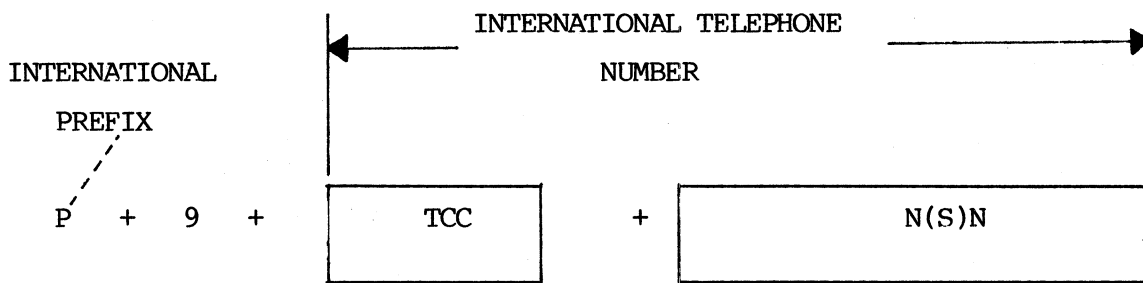 INTERNATIONAL TELEPHONE
NUMBER
INTERNATIONAL
PREFIX
P + 9 + TCC + N(S)N